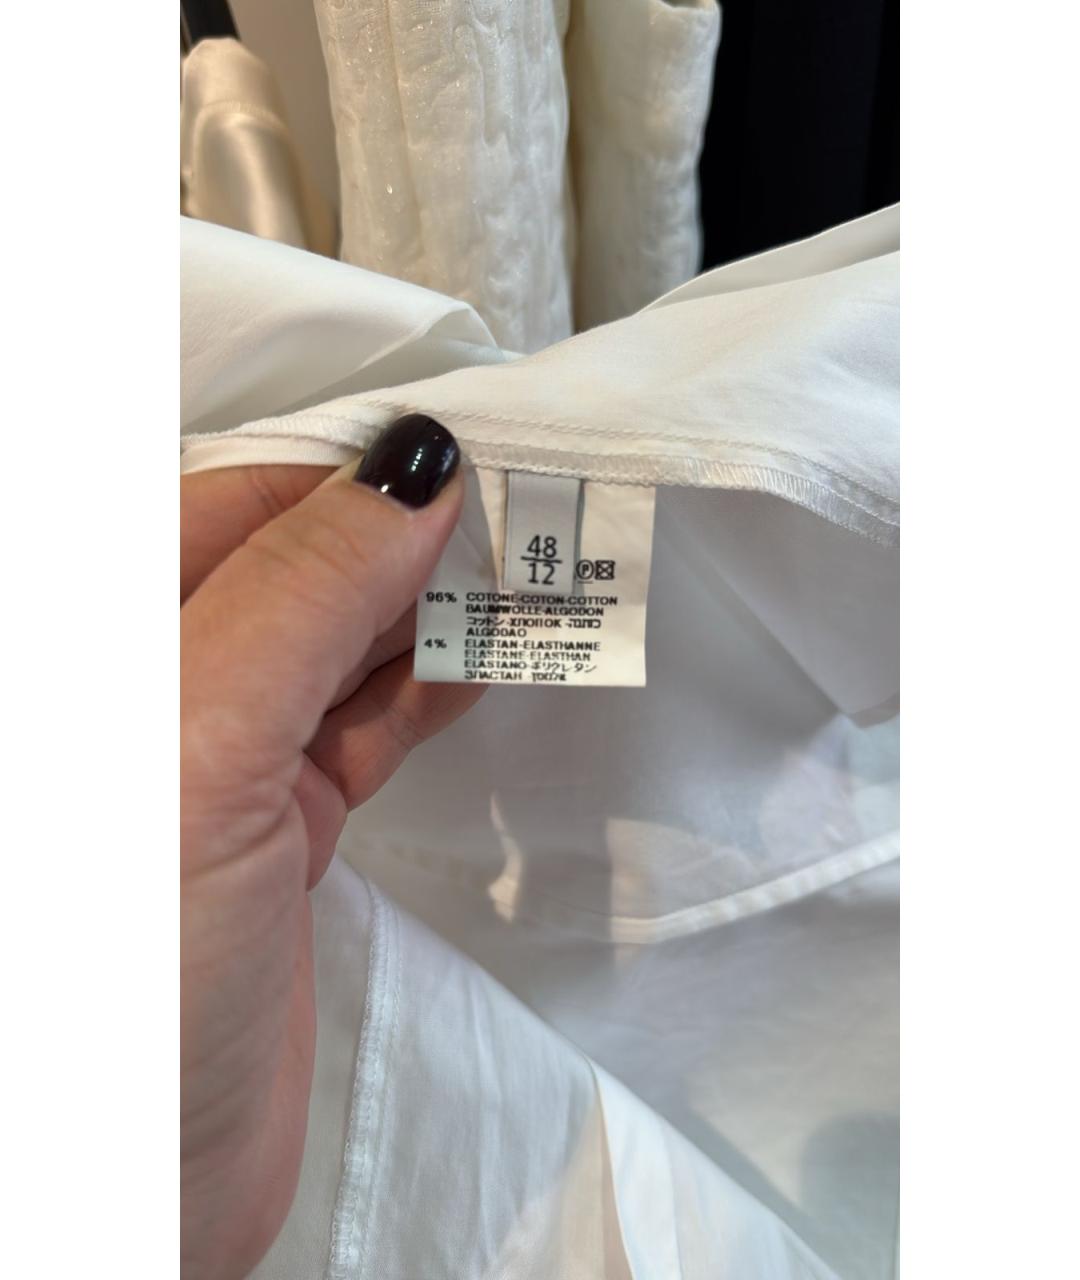 48
12
P
96% COTONE-COTON-COTTON
BAUMWOLLE-ALGODON
コットン-ХЛОПОК-כותנה
ALGODAO
4% ELASTAN-ELASTHANNE
ELASTANE-ELASTHAN
ELASTANO-ポリウレタン
ЭЛАСТАН